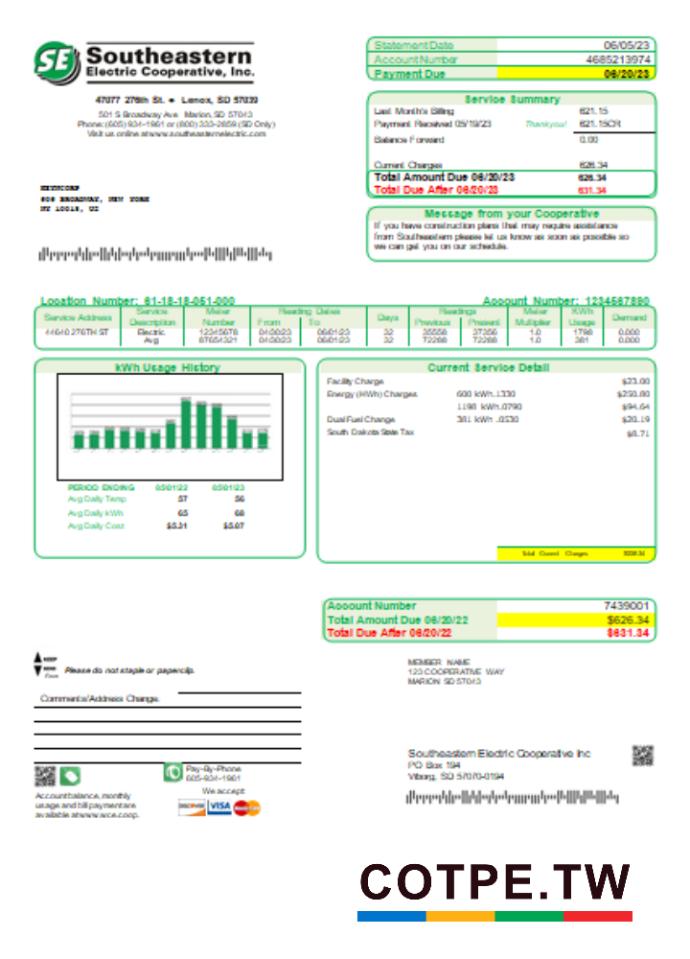 SE Southeastern
Electric Cooperative, Inc.
47077 276th St. ● Lenox, SD 57039
501 S Broadway Ave Marion, SD 57043
Phone: (605) 934-1961 or (800) 333-2859 (SD Only)
Visit us online at www.southeasternelectric.com
Statement Date 06/05/23
Account Number 4685213974
Payment Due 06/20/23
Service Summary
Last Month's Billing 621.15
Payment Received 05/19/23 Thank you! 621.15CR
Balance Forward 0.00
Current Charges 626.34
Total Amount Due 06/20/23 626.34
Total Due After 06/20/23 631.34
KEYTCORP
BROADWAY, NEW YORK
NY 10018,
Message from your Cooperative
If you have construction plans that may require assistance
from Southeastern please let us know as soon as possible so
we can get you on our schedule.
Location Number: 61-18-18-051-000 Account Number: 1234567890
Service Address Service Description Meter Number Reading Dates From To Days Readings Previous Present Meter Multiplier KWh Usage Demand
44640 276TH ST Electric 12345678 04/30/23 06/01/23 32 35558 37356 1.0 1798 0.000
Avg 87654321 04/30/23 06/01/23 32 72288 72288 1.0 381 0.000
kWh Usage History
PERIOD ENDING 05/01/22 05/01/23
Avg Daily Temp 57 56
Avg Daily kWh 65 68
Avg Daily Cost $5.31 $5.87
Current Service Detail
Facility Charge $23.00
Energy (HWh) Charges 600 kWh .1330 $250.80
1198 kWh .0790 $94.64
Dual Fuel Change 381 kWh .0530 $20.19
South Dakota State Tax $8.71
Total Current Charges
Account Number 7439001
Total Amount Due 06/20/22 $626.34
Total Due After 06/20/22 $631.34
KEEP
Please do not staple or paperclip.
Comments/Address Change.
MEMBER NAME
123 COOPERATIVE WAY
MARION SD 57043
Southeastern Electric Cooperative Inc
PO Box 194
Viborg, SD 57070-0194
Pay-By-Phone
605-934-1961
We accept
DISCOVER VISA MasterCard
Account balance, monthly
usage and bill payment are
available at www.wce.coop.
COTPE.TW